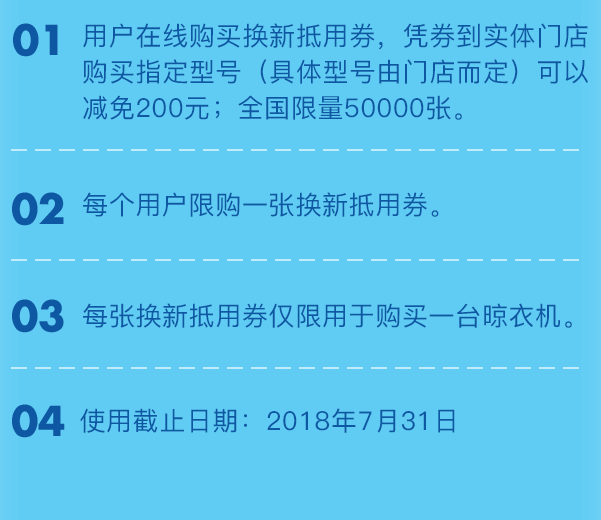 01 用户在线购买换新抵用券，凭券到实体门店
购买指定型号（具体型号由门店而定）可以
减免200元；全国限量50000张。
02 每个用户限购一张换新抵用券。
03 每张换新抵用券仅限用于购买一台晾衣机。
04 使用截止日期：2018年7月31日